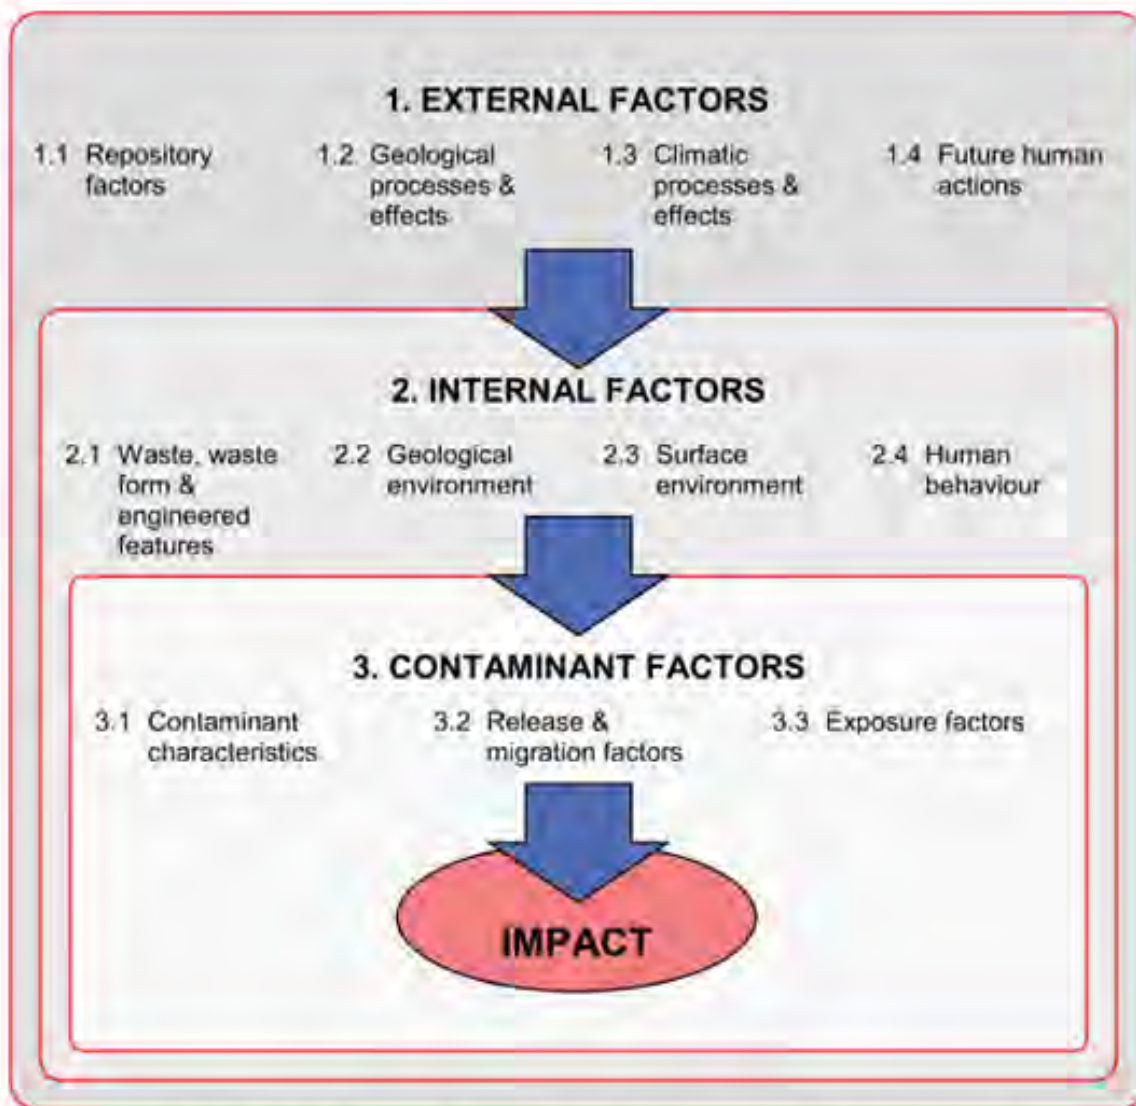 1. EXTERNAL FACTORS
1.1 Repository
factors
1.2 Geological
processes &
effects
1.3 Climatic
processes &
effects
1.4 Future human
actions
2. INTERNAL FACTORS
2.1 Waste, waste
form &
engineered
features
2.2 Geological
environment
2.3 Surface
environment
2.4 Human
behaviour
3. CONTAMINANT FACTORS
3.1 Contaminant
characteristics
3.2 Release &
migration factors
3.3 Exposure factors
IMPACT